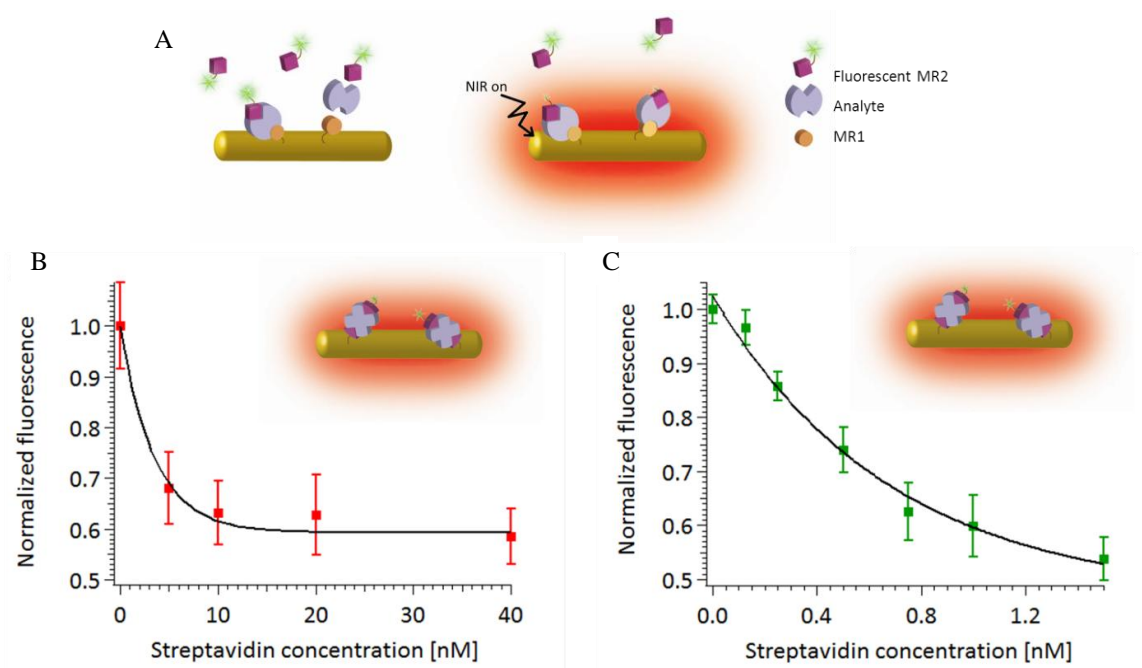 A
NIR on
Fluorescent MR2
Analyte
MR1
B
Normalized fluorescence
1.0
0.9
0.8
0.7
0.6
0.5
0
10
20
30
40
Streptavidin concentration [nM]
C
Normalized fluorescence
1.0
0.9
0.8
0.7
0.6
0.5
0.0
0.4
0.8
1.2
Streptavidin concentration [nM]